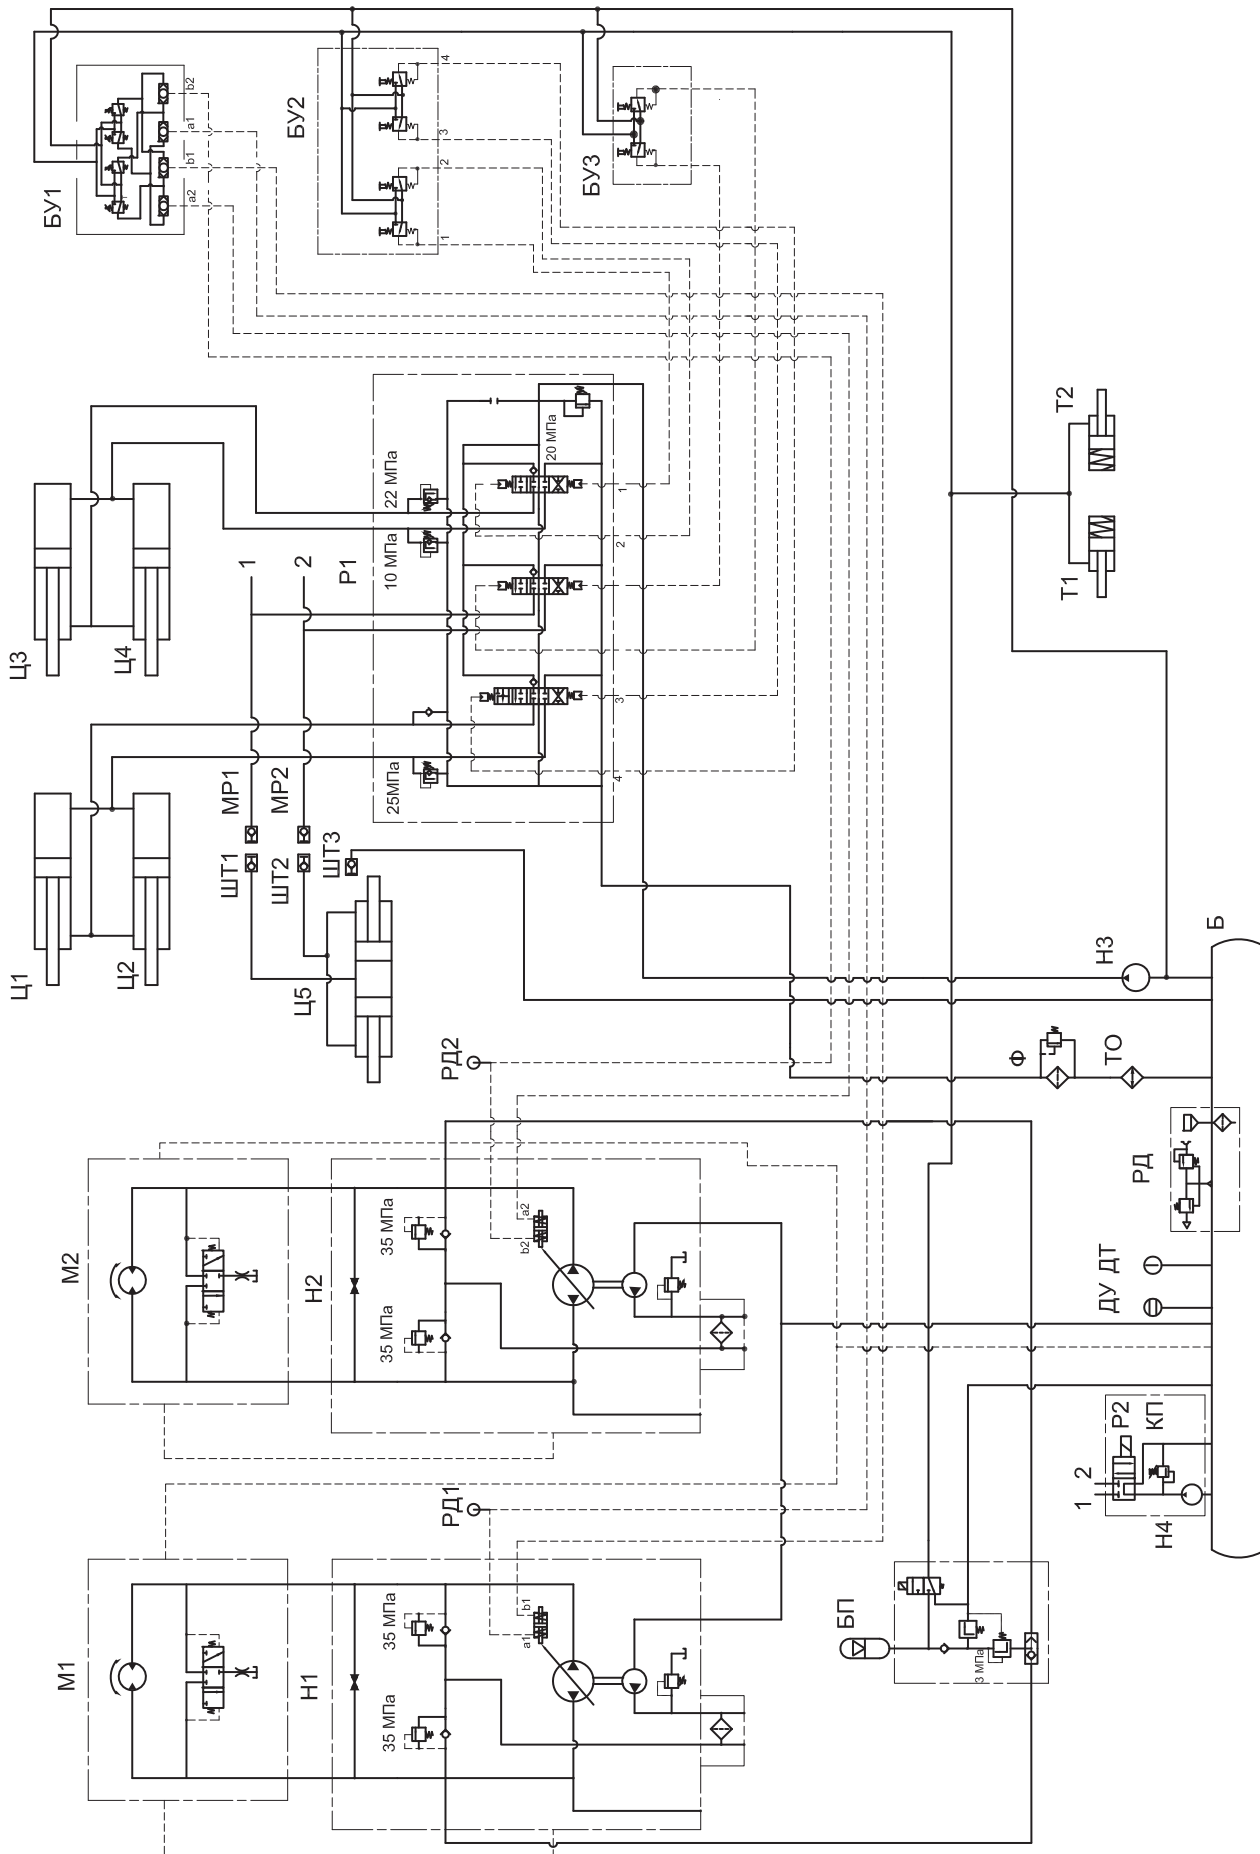 БУ1
b2
a1
b1
a2
БУ2
4
3
2
1
БУ3
Ц3
Ц4
1
2
Р1
22 МПа
10 МПа
20 МПа
1
2
3
4
25МПа
Ц1
Ц2
МР1
МР2
ШТ1
ШТ2
ШТ3
Ц5
Т1
Т2
Н3
Б
РД2
Ф
ТО
РД
М2
Н2
35 МПа
35 МПа
b2
a2
ДУ
ДТ
Р2
КП
1
2
Н4
РД1
М1
Н1
35 МПа
35 МПа
a1
b1
БП
3 МПа